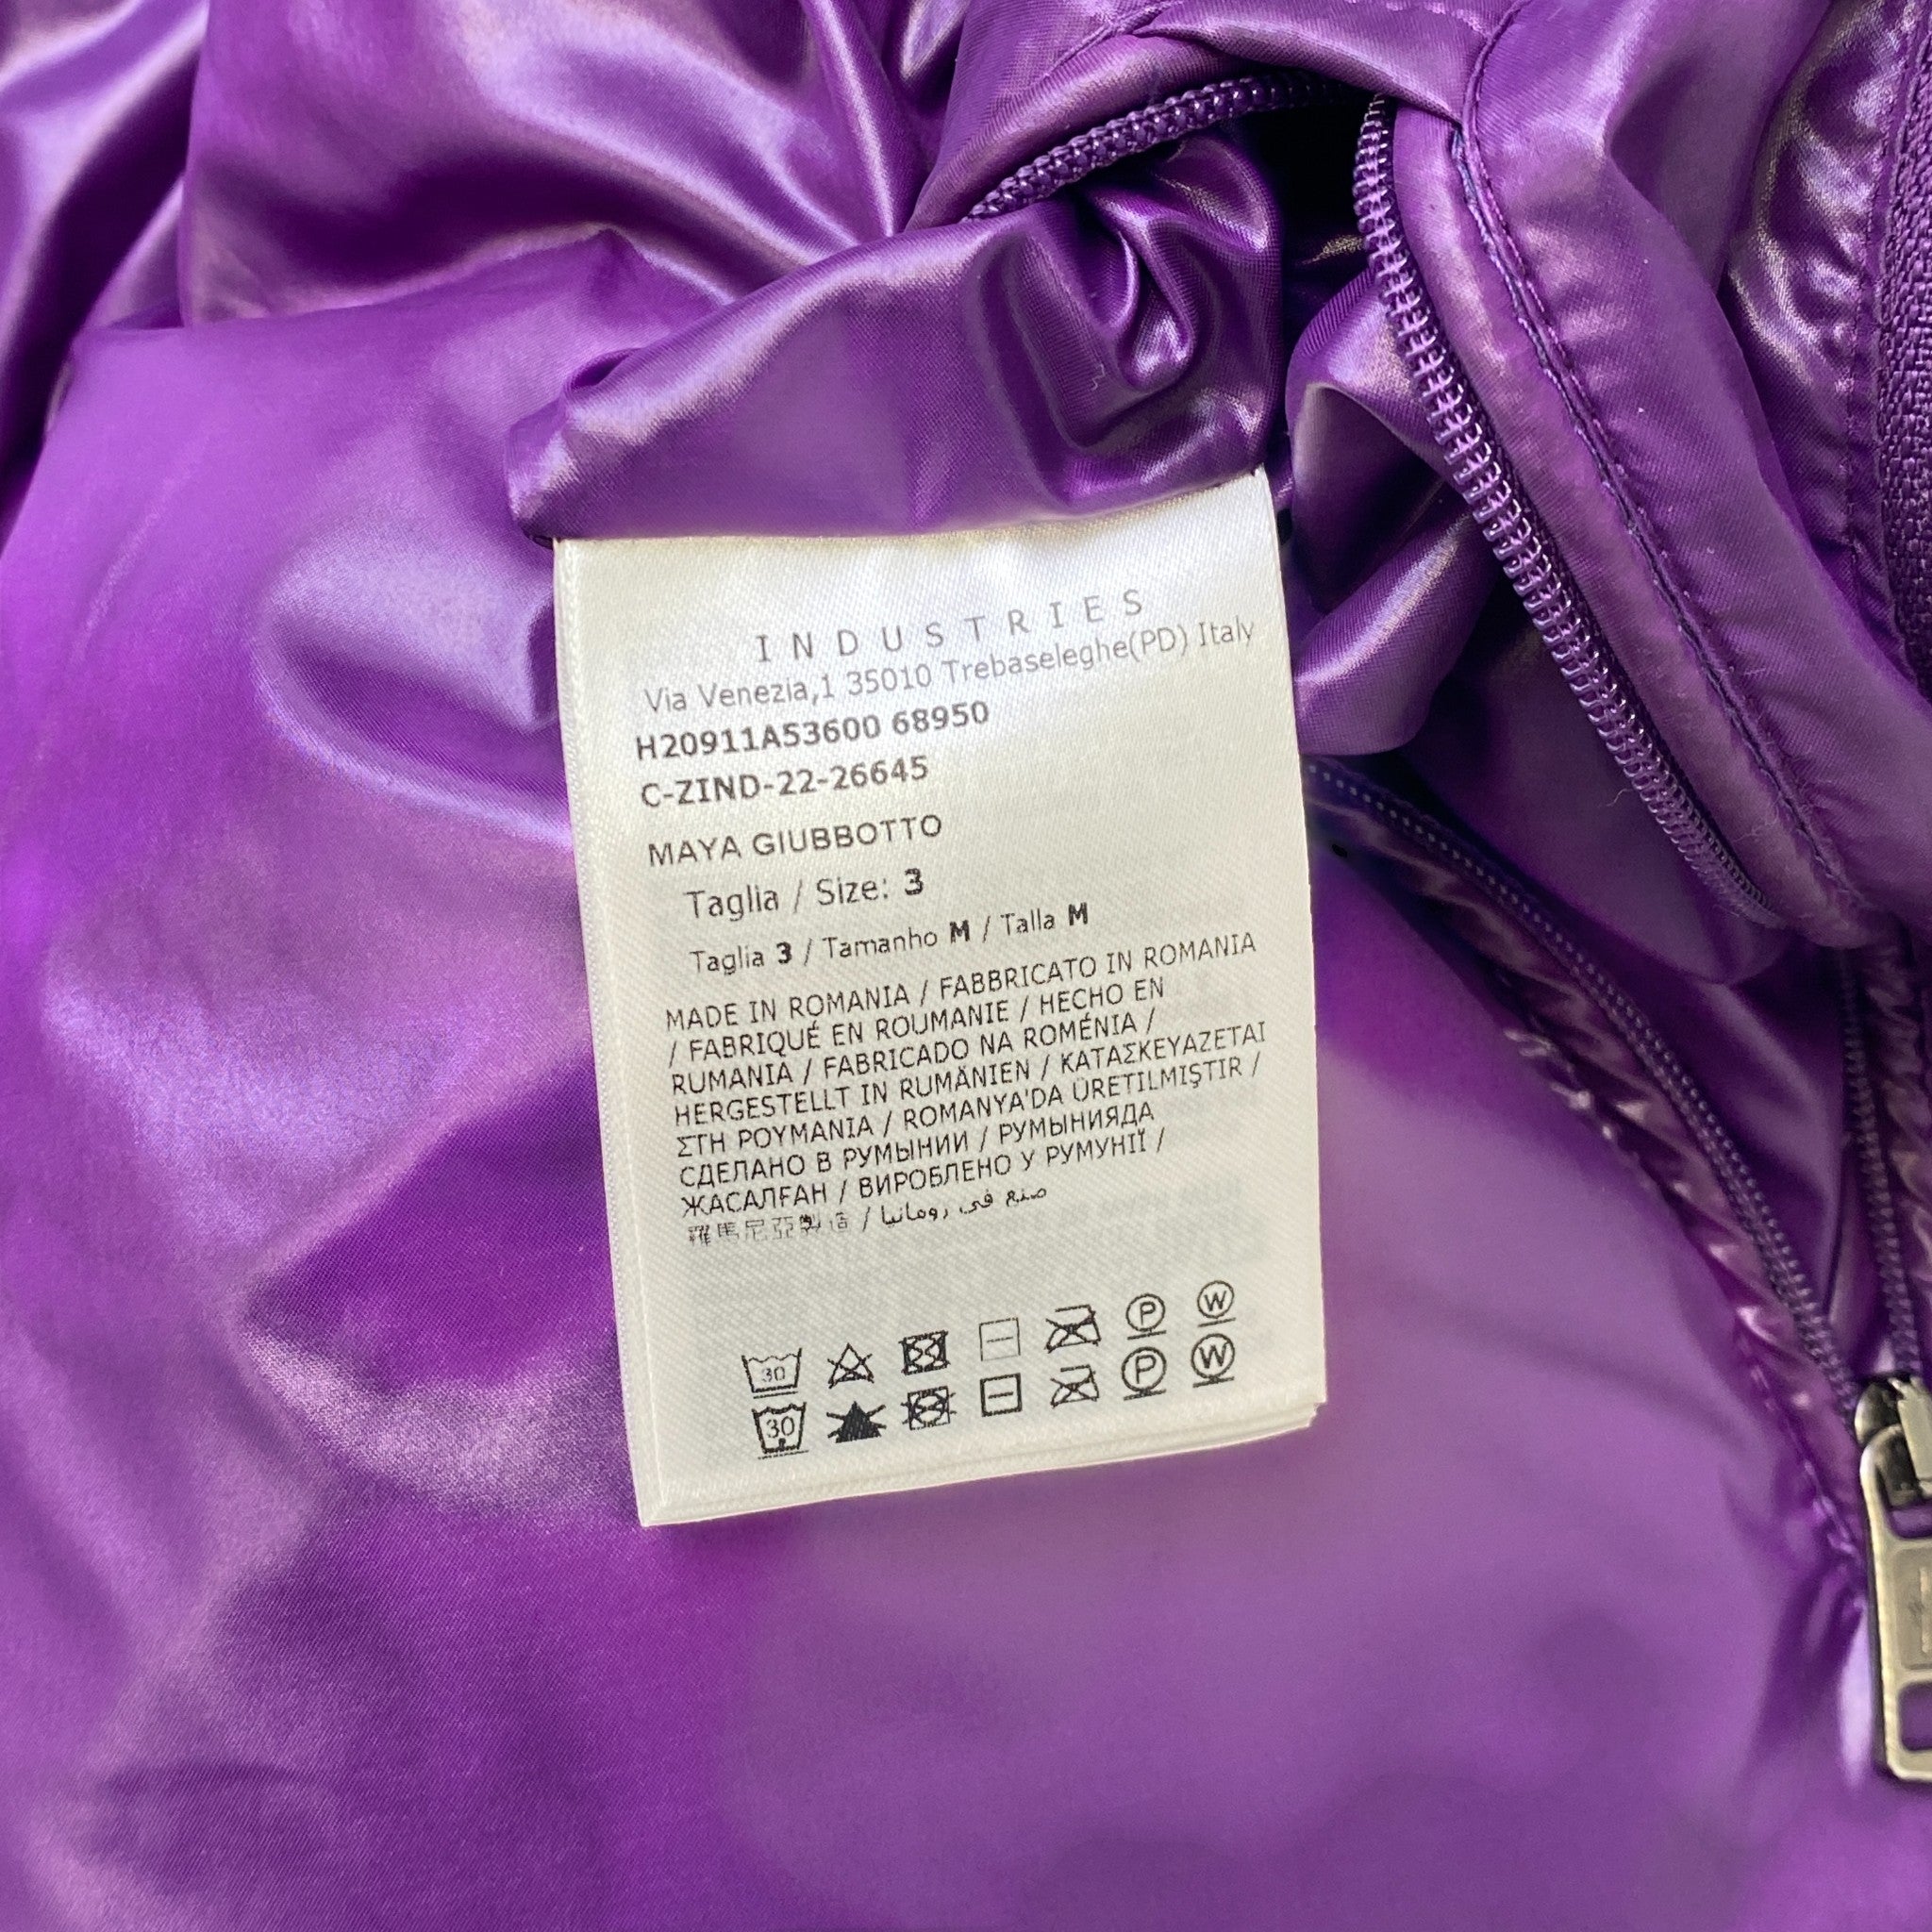 INDUSTRIES
Via Venezia,1 35010 Trebaseleghe(PD) Italy
H20911A53600 68950
C-ZIND-22-26645
MAYA GIUBBOTTO
Taglia / Size: 3
Taglia 3 / Tamanho M / Talla M
MADE IN ROMANIA / FABBRICATO IN ROMANIA
/ FABRIQUÉ EN ROUMANIE / HECHO EN
RUMANIA / FABRICADO NA ROMÉNIA /
HERGESTELLT IN RUMÄNIEN / ΚΑΤΑΣΚΕΥΑΖΕΤΑΙ
ΣΤΗ ΡΟΥΜΑΝΙΑ / ROMANYA'DA ÜRETILMIŞTIR /
СДЕЛАНО В РУМЫНИИ / РУМЫНИЯДА
ЖАСАЛҒАН / ВИРОБЛЕНО У РУМУНІЇ /
羅馬尼亞製造 / صنع في رومانيا
30 P W
30 P W